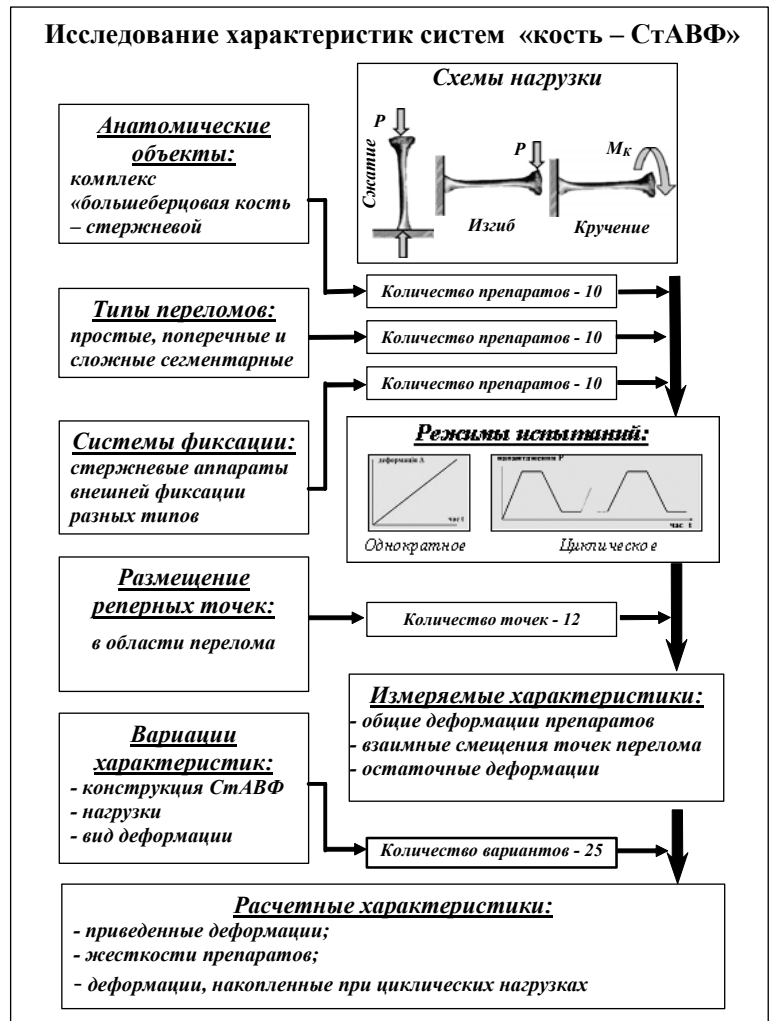 Исследование характеристик систем «кость – СтАВФ»
Схемы нагрузки
P
Сжатие
P
Изгиб
Mк
Кручение
Анатомические
объекты:
комплекс
«большеберцовая кость
– стержневой
Количество препаратов - 10
Типы переломов:
простые, поперечные и
сложные сегментарные
Количество препаратов - 10
Количество препаратов - 10
Системы фиксации:
стержневые аппараты
внешней фиксации
разных типов
Режимы испытаний:
деформація Δ
час t
Однократное
P
час t
Циклическое
Размещение
реперных точек:
в области перелома
Количество точек - 12
Измеряемые характеристики:
- общие деформации препаратов
- взаимные смещения точек перелома
- остаточные деформации
Вариации
характеристик:
- конструкция СтАВФ
- нагрузки
- вид деформации
Количество вариантов - 25
Расчетные характеристики:
- приведенные деформации;
- жесткости препаратов;
- деформации, накопленные при циклических нагрузках